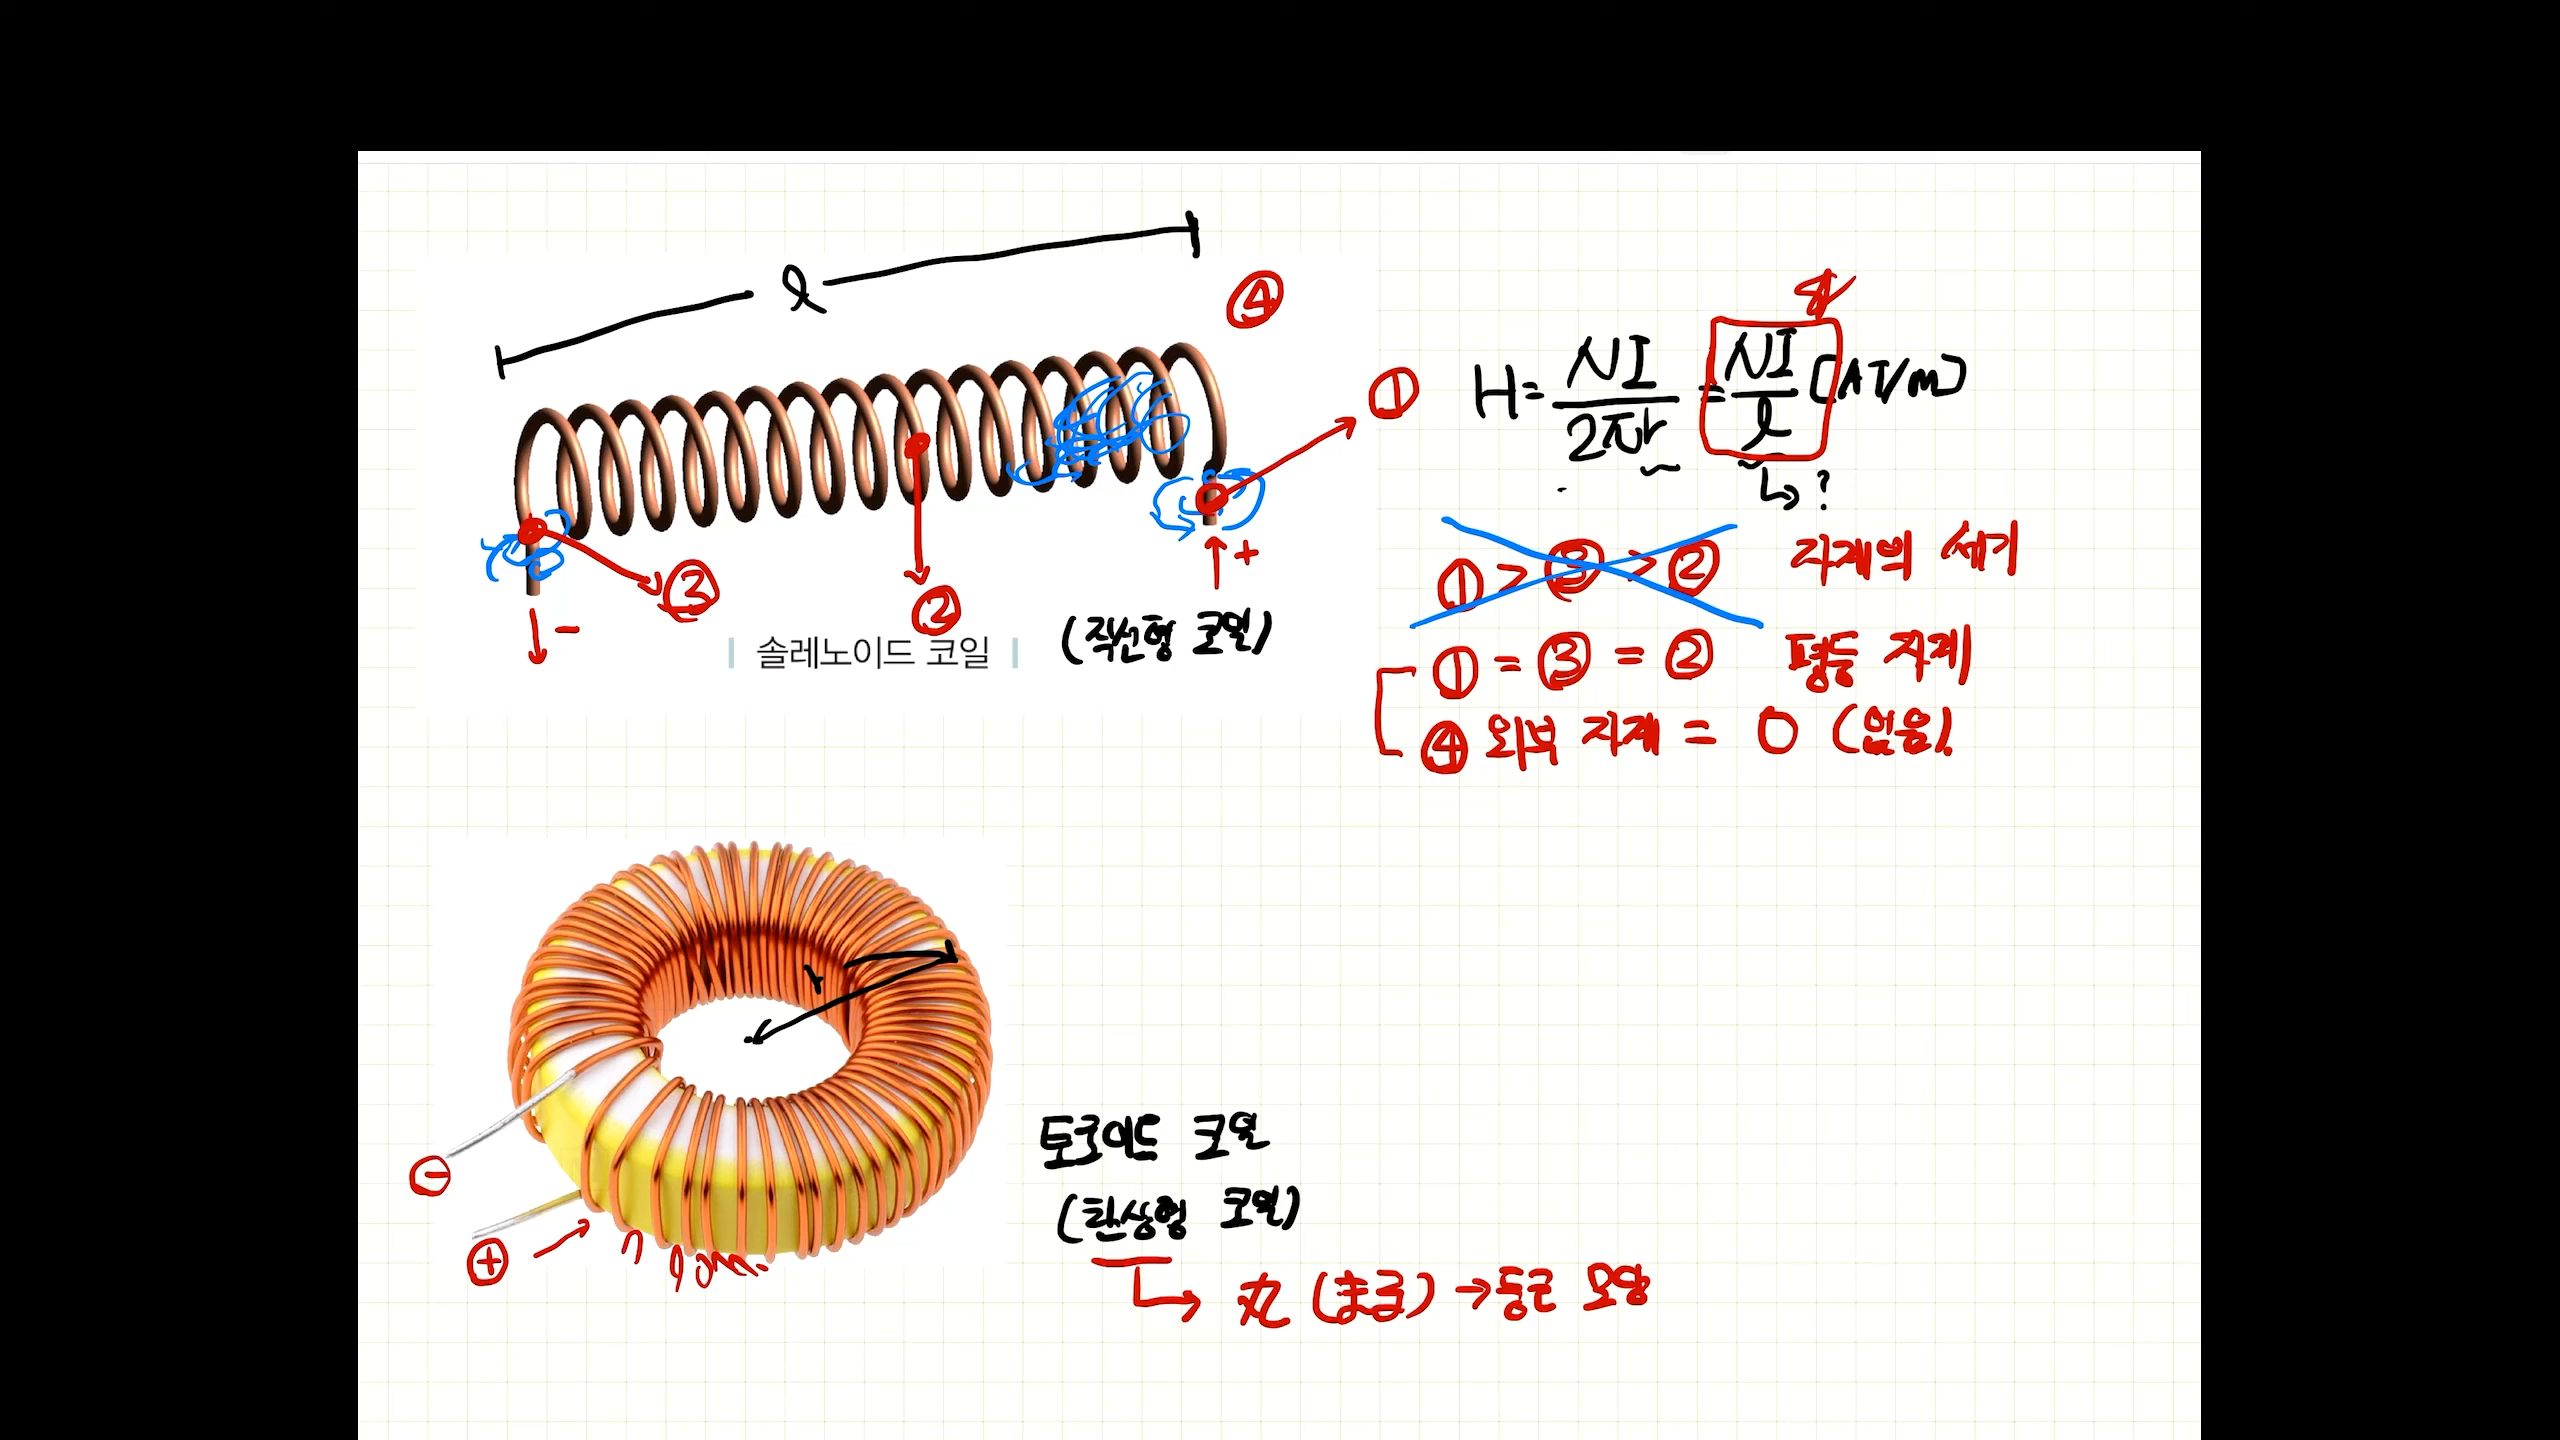 ℓ
④
①
H = NI/2πr = NI/ℓ [AT/m]
↳ ?
① > ③ > ② 자계의 세기
③
②
+
-
솔레노이드 코일
(직선형 코일)
① = ③ = ② 평등 자계
④ 외부 자계 = 0 (없음).
r
토로이드 코일
-
(환상형 코일)
+
↳ 丸 (まる) → 둥근 모양